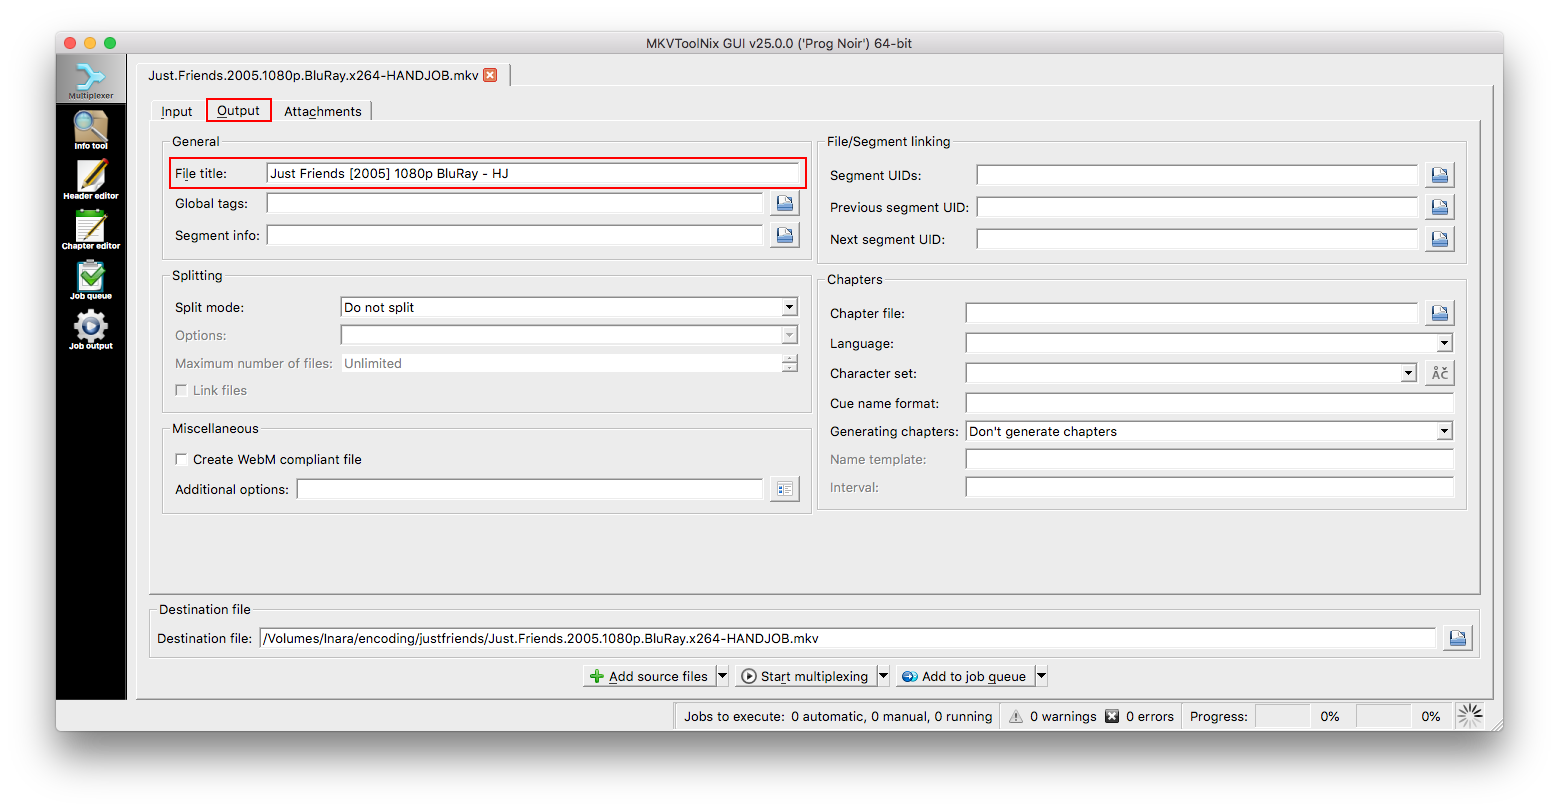 MKVToolNix GUI v25.0.0 ('Prog Noir') 64-bit
Multiplexer
Info tool
Header editor
Chapter editor
Job queue
Job output
Just.Friends.2005.1080p.BluRay.x264-HANDJOB.mkv
Input Output Attachments
General
File title: Just Friends [2005] 1080p BluRay - HJ
Global tags:
Segment info:
Splitting
Split mode: Do not split
Options:
Maximum number of files: Unlimited
Link files
Miscellaneous
Create WebM compliant file
Additional options:
File/Segment linking
Segment UIDs:
Previous segment UID:
Next segment UID:
Chapters
Chapter file:
Language:
Character set: ÅČ
Cue name format:
Generating chapters: Don't generate chapters
Name template:
Interval:
Destination file
Destination file: /Volumes/Inara/encoding/justfriends/Just.Friends.2005.1080p.BluRay.x264-HANDJOB.mkv
Add source files Start multiplexing Add to job queue
Jobs to execute: 0 automatic, 0 manual, 0 running 0 warnings 0 errors Progress: 0% 0%